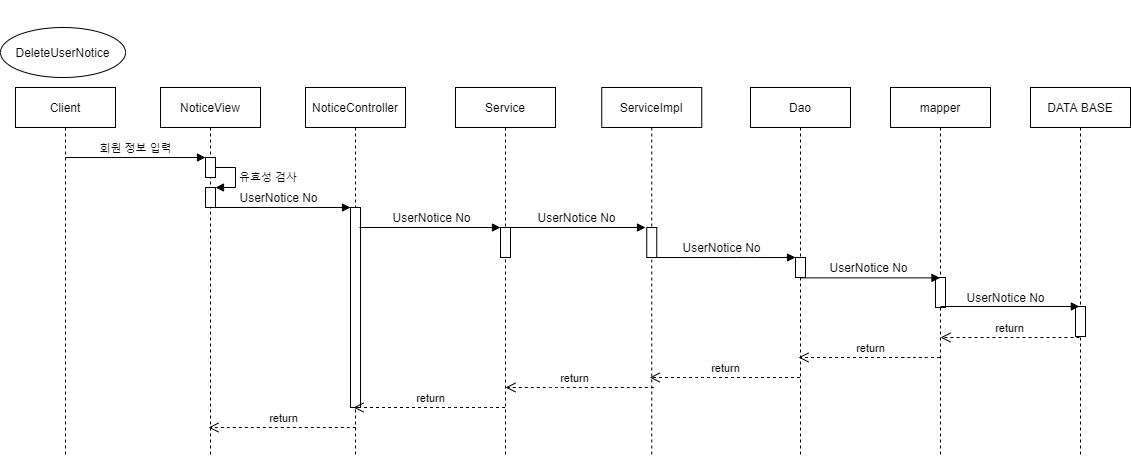 DeleteUserNotice
Client
NoticeView
NoticeController
Service
ServiceImpl
Dao
mapper
DATA BASE
회원 정보 입력
유효성 검사
UserNotice No
UserNotice No
UserNotice No
UserNotice No
UserNotice No
UserNotice No
return
return
return
return
return
return